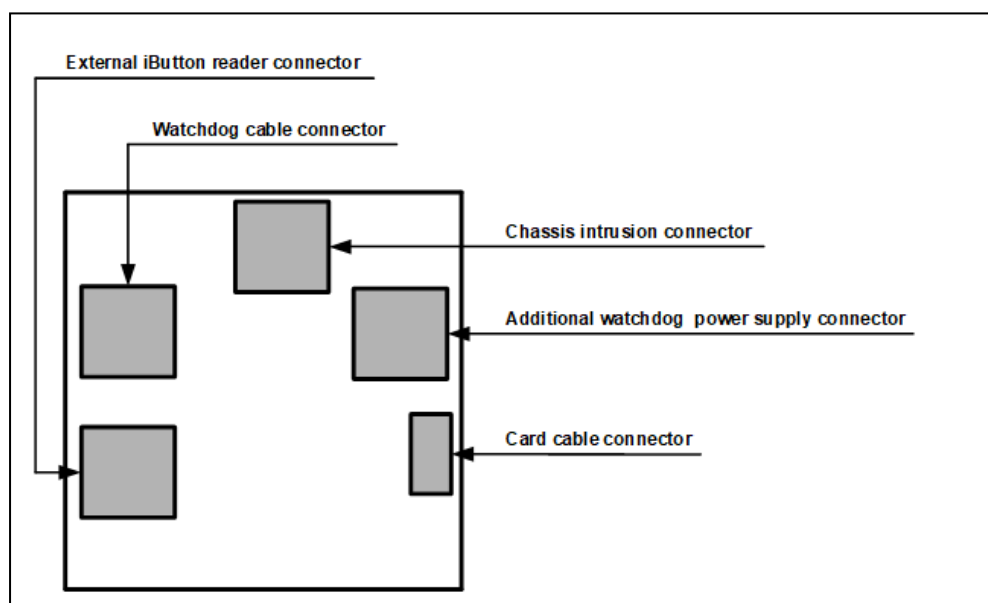 External iButton reader connector
Watchdog cable connector
Chassis intrusion connector
Additional watchdog power supply connector
Card cable connector